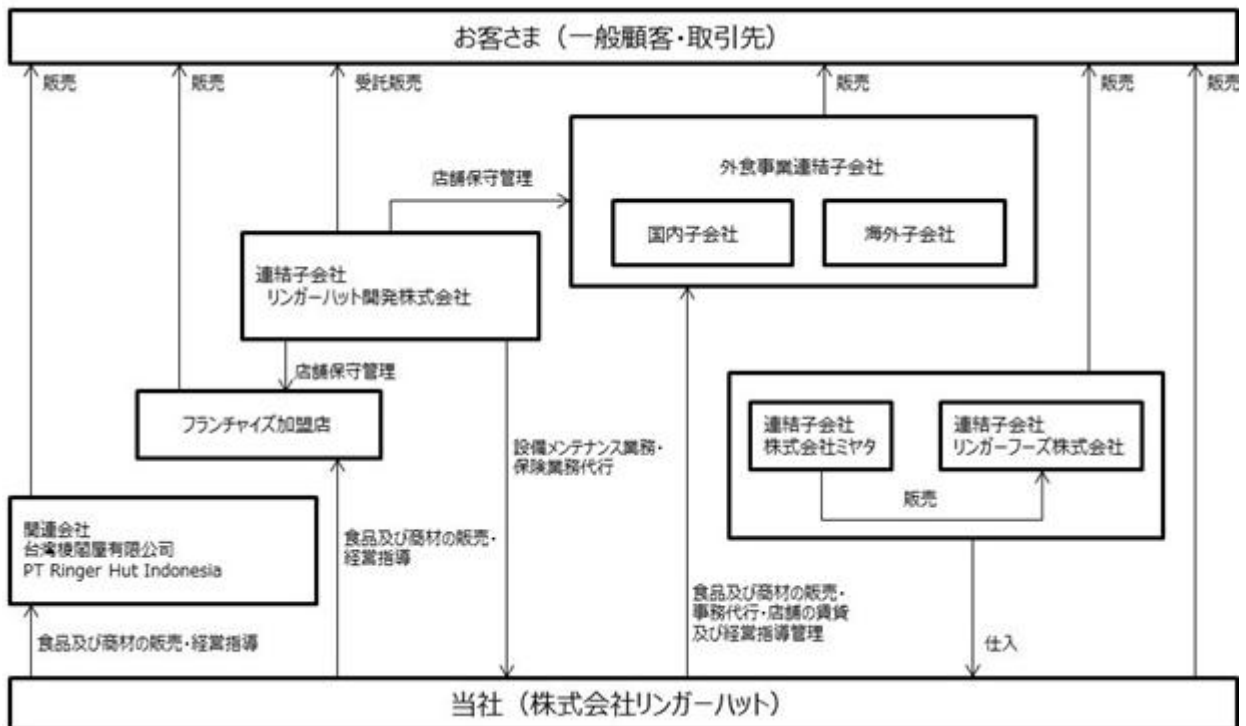 お客さま（一般顧客・取引先）
販売
販売
受託販売
販売
販売
販売
外食事業連結子会社
店舗保守管理
国内子会社
海外子会社
連結子会社
リンガーハット開発株式会社
店舗保守管理
フランチャイズ加盟店
連結子会社
株式会社ミヤタ
連結子会社
リンガーフーズ株式会社
設備メンテナンス業務・
保険業務代行
販売
関連会社
台湾棱閤屋有限公司
PT Ringer Hut Indonesia
食品及び商材の販売・
経営指導
食品及び商材の販売・
事務代行・店舗の賃貸
及び経営指導管理
食品及び商材の販売・経営指導
仕入
当社（株式会社リンガーハット）